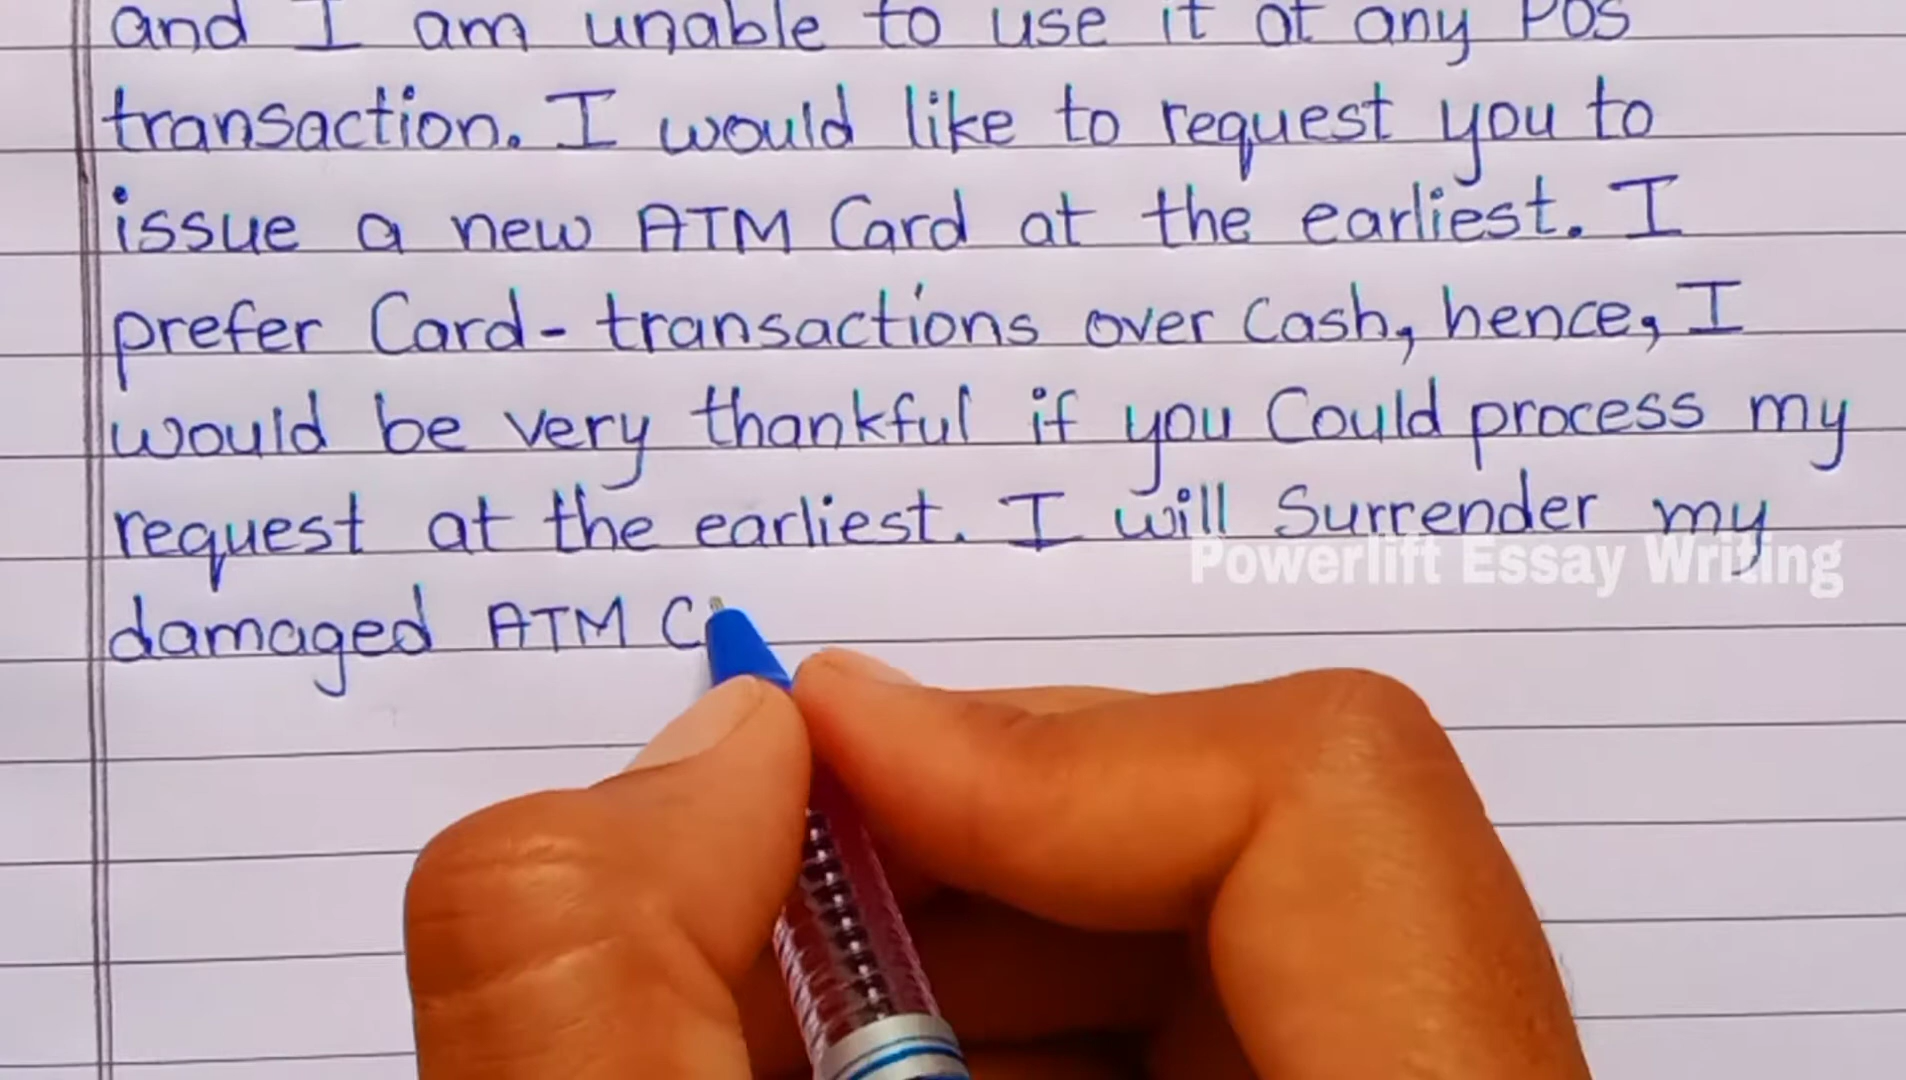 and I am unable to use it at any POS
transaction. I would like to request you to
issue a new ATM Card at the earliest. I
prefer Card- transactions over Cash, hence, I
would be very thankful if you Could process my
request at the earliest. I will Surrender my
Powerlift Essay Writing
damaged ATM C